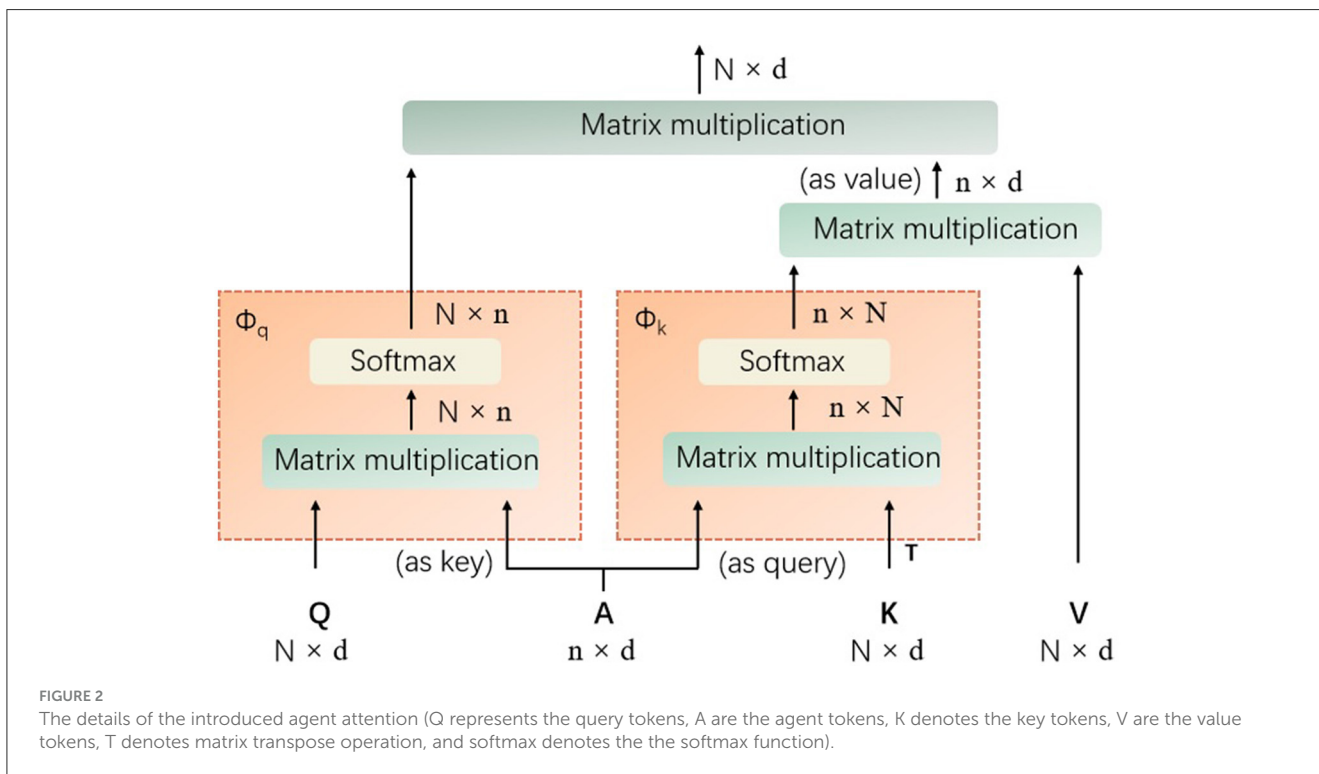 N × d
Matrix multiplication
(as value) n × d
Matrix multiplication
Φq N × n
Φk n × N
Softmax
Softmax
N × n
n × N
Matrix multiplication
Matrix multiplication
(as key)
(as query)
T
Q
A
K
V
N × d
n × d
N × d
N × d
FIGURE 2
The details of the introduced agent attention (Q represents the query tokens, A are the agent tokens, K denotes the key tokens, V are the value
tokens, T denotes matrix transpose operation, and softmax denotes the the softmax function).